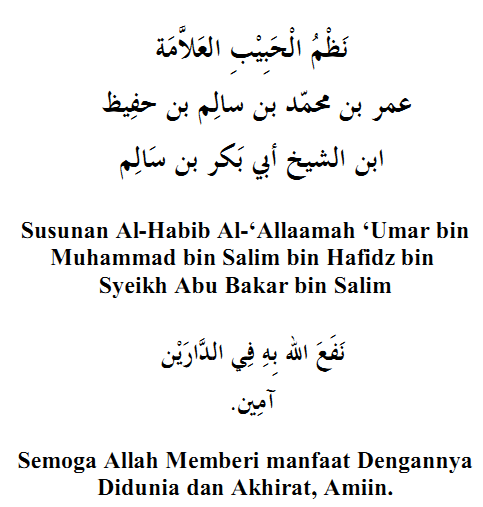 نَظْمُ الْحَبِيْبِ العَلاَّمَة
عمر بن محمّد بن سالِم بن حفِيظ
ابن الشيخ أبي بَكر بن سَالِم
Susunan Al-Habib Al-‘Allaamah ‘Umar bin
Muhammad bin Salim bin Hafidz bin
Syeikh Abu Bakar bin Salim
نَفَعَ الله بِهِ فِي الدَّارَيْن
آمِين.
Semoga Allah Memberi manfaat Dengannya
Didunia dan Akhirat, Amiin.